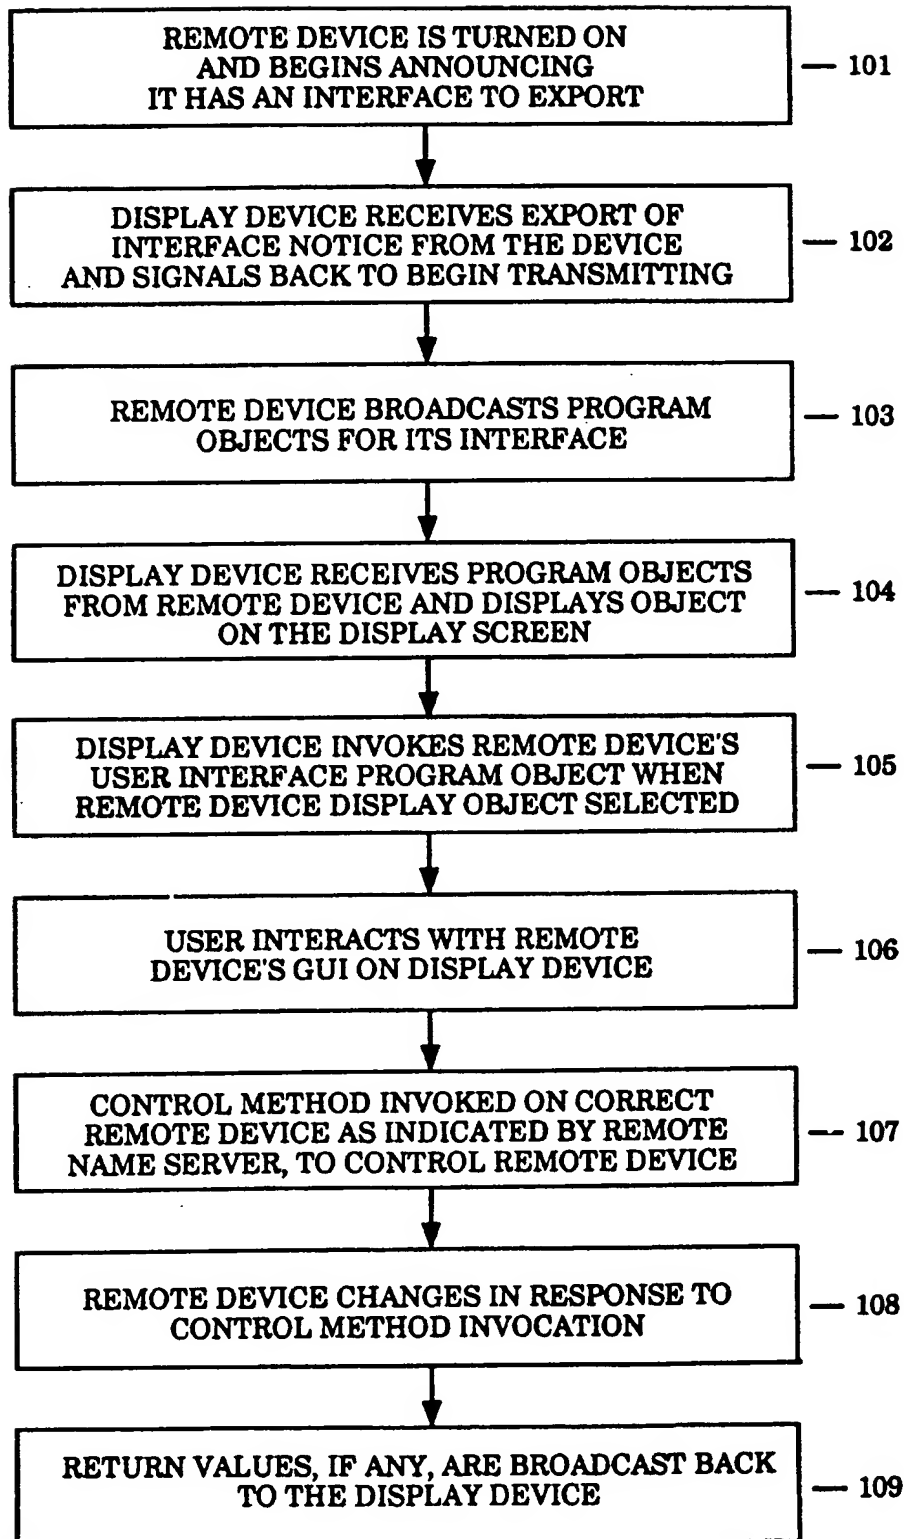 REMOTE DEVICE IS TURNED ON
AND BEGINS ANNOUNCING
IT HAS AN INTERFACE TO EXPORT
101
DISPLAY DEVICE RECEIVES EXPORT OF
INTERFACE NOTICE FROM THE DEVICE
AND SIGNALS BACK TO BEGIN TRANSMITTING
102
REMOTE DEVICE BROADCASTS PROGRAM
OBJECTS FOR ITS INTERFACE
103
DISPLAY DEVICE RECEIVES PROGRAM OBJECTS
FROM REMOTE DEVICE AND DISPLAYS OBJECT
ON THE DISPLAY SCREEN
104
DISPLAY DEVICE INVOKES REMOTE DEVICE'S
USER INTERFACE PROGRAM OBJECT WHEN
REMOTE DEVICE DISPLAY OBJECT SELECTED
105
USER INTERACTS WITH REMOTE
DEVICE'S GUI ON DISPLAY DEVICE
106
CONTROL METHOD INVOKED ON CORRECT
REMOTE DEVICE AS INDICATED BY REMOTE
NAME SERVER, TO CONTROL REMOTE DEVICE
107
REMOTE DEVICE CHANGES IN RESPONSE TO
CONTROL METHOD INVOCATION
108
RETURN VALUES, IF ANY, ARE BROADCAST BACK
TO THE DISPLAY DEVICE
109